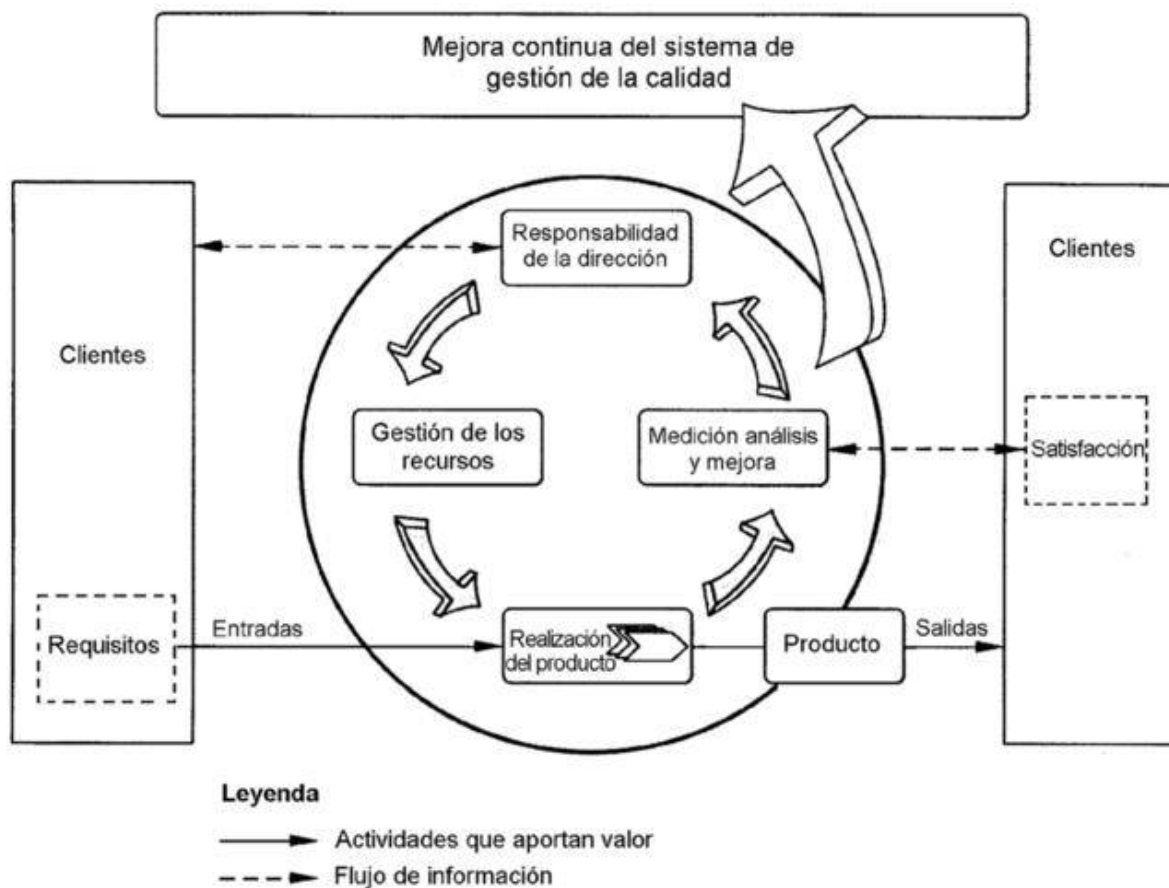 Mejora continua del sistema de
gestión de la calidad
Responsabilidad
de la dirección
Clientes
Clientes
Gestión de los
recursos
Medición análisis
y mejora
Satisfacción
Requisitos
Entradas
Realización
del producto
Producto
Salidas
Leyenda
Actividades que aportan valor
Flujo de información